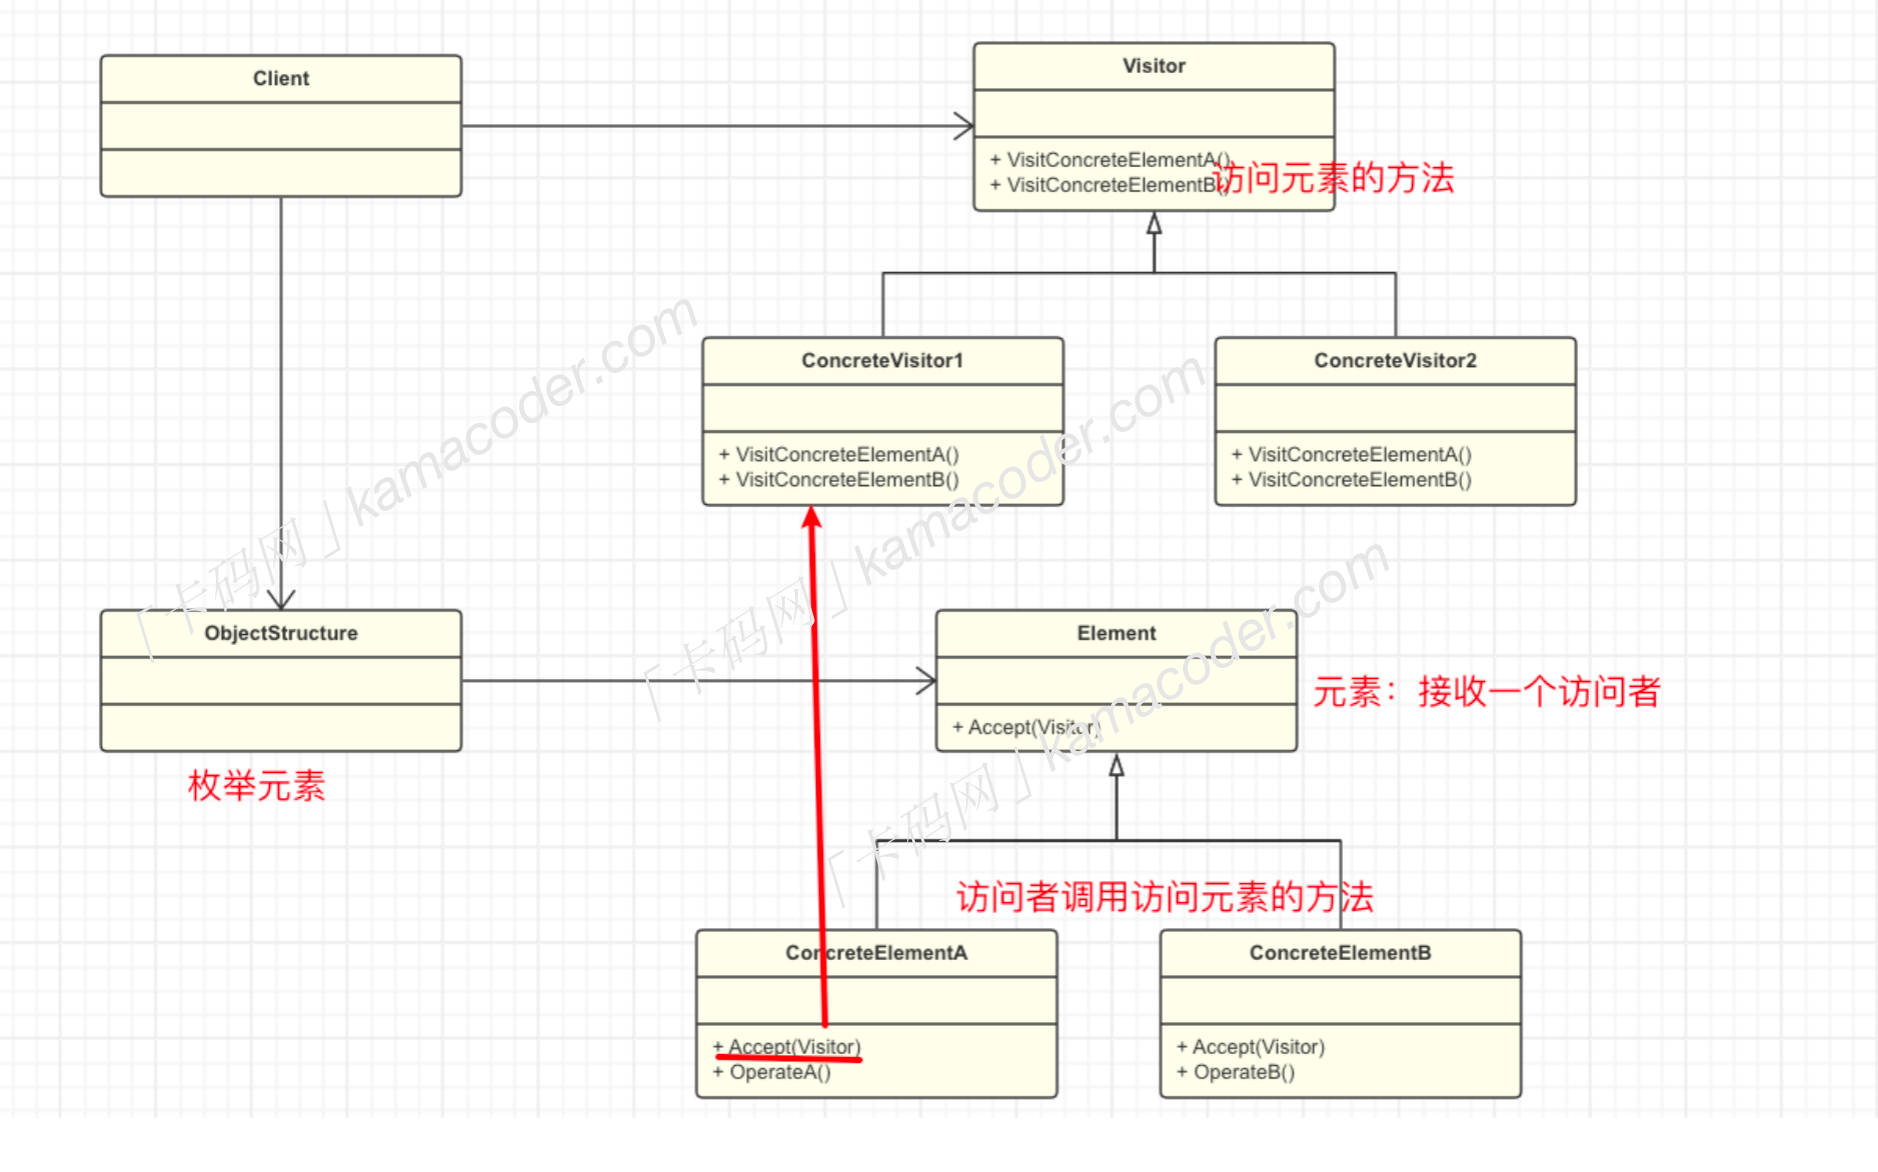 Client
Visitor
+ VisitConcreteElementA()
+ VisitConcreteElementB()
访问元素的方法
ConcreteVisitor1
+ VisitConcreteElementA()
+ VisitConcreteElementB()
ConcreteVisitor2
+ VisitConcreteElementA()
+ VisitConcreteElementB()
「卡码网」kamacoder.com
「卡码网」kamacoder.com
「卡码网」kamacoder.com
ObjectStructure
枚举元素
Element
+ Accept(Visitor)
元素：接收一个访问者
访问者调用访问元素的方法
ConcreteElementA
+ Accept(Visitor)
+ OperateA()
ConcreteElementB
+ Accept(Visitor)
+ OperateB()